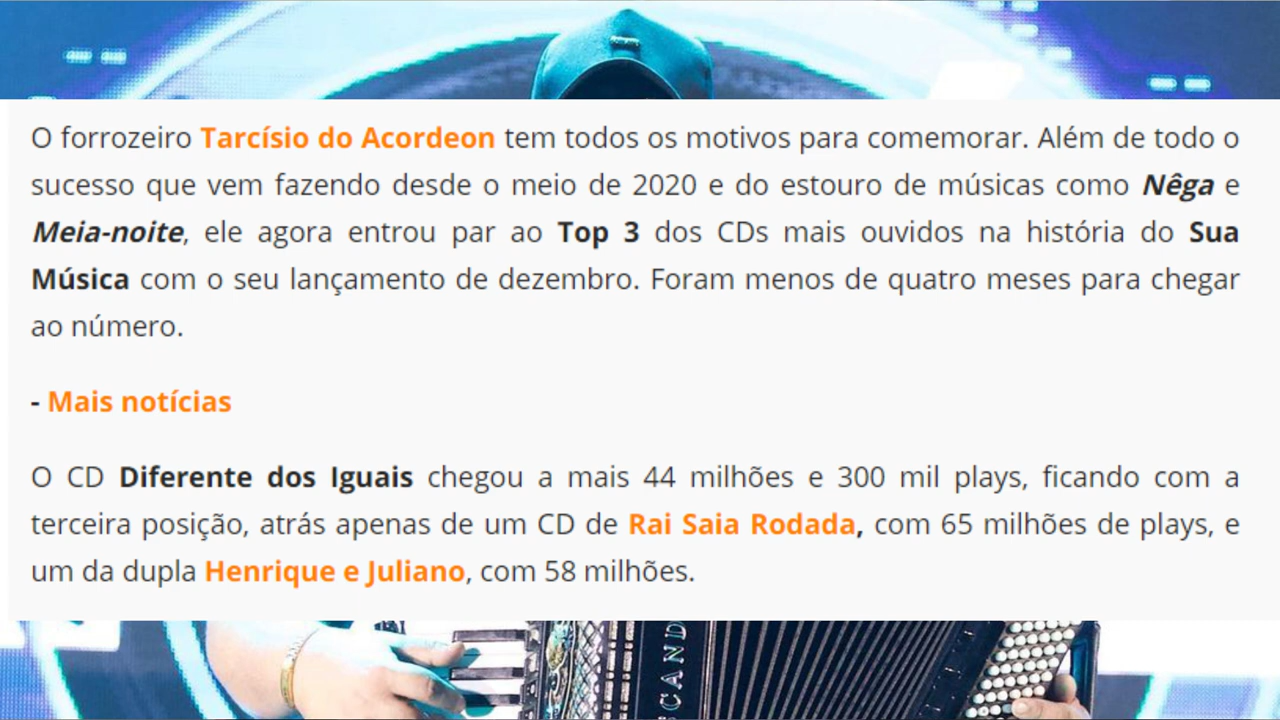 O forrozeiro Tarcísio do Acordeon tem todos os motivos para comemorar. Além de todo o
sucesso que vem fazendo desde o meio de 2020 e do estouro de músicas como Nêga e
Meia-noite, ele agora entrou par ao Top 3 dos CDs mais ouvidos na história do Sua
Música com o seu lançamento de dezembro. Foram menos de quatro meses para chegar
ao número.
- Mais notícias
O CD Diferente dos Iguais chegou a mais 44 milhões e 300 mil plays, ficando com a
terceira posição, atrás apenas de um CD de Rai Saia Rodada, com 65 milhões de plays, e
um da dupla Henrique e Juliano, com 58 milhões.
SCAND